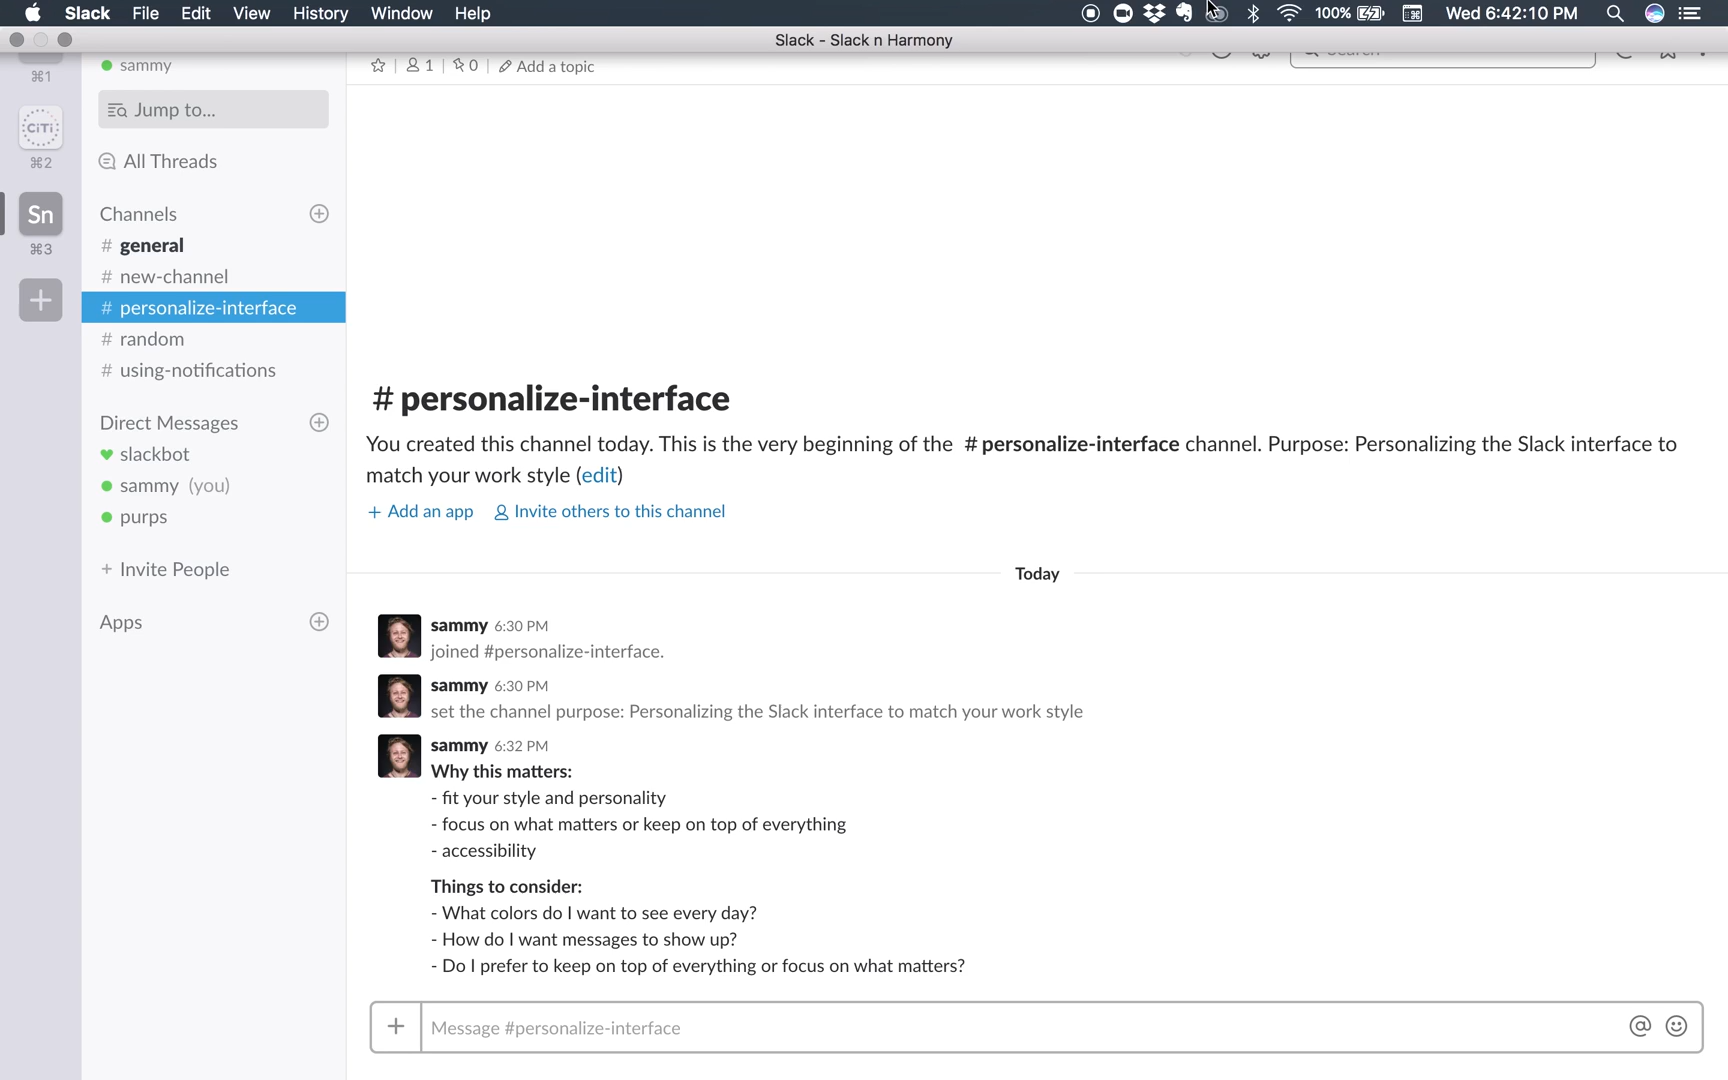 Slack File Edit View History Window Help 100% Wed 6:42:10 PM
Slack - Slack n Harmony
⌘1
CiTi
⌘2
Sn
⌘3
sammy
Jump to...
All Threads
Channels
# general
# new-channel
# personalize-interface
# random
# using-notifications
Direct Messages
slackbot
sammy (you)
purps
+ Invite People
Apps
1 | 0 | Add a topic
Search
# personalize-interface
You created this channel today. This is the very beginning of the # personalize-interface channel. Purpose: Personalizing the Slack interface to
match your work style (edit)
+ Add an app Invite others to this channel
Today
sammy 6:30 PM
joined #personalize-interface.
sammy 6:30 PM
set the channel purpose: Personalizing the Slack interface to match your work style
sammy 6:32 PM
Why this matters:
- fit your style and personality
- focus on what matters or keep on top of everything
- accessibility
Things to consider:
- What colors do I want to see every day?
- How do I want messages to show up?
- Do I prefer to keep on top of everything or focus on what matters?
+ Message #personalize-interface @